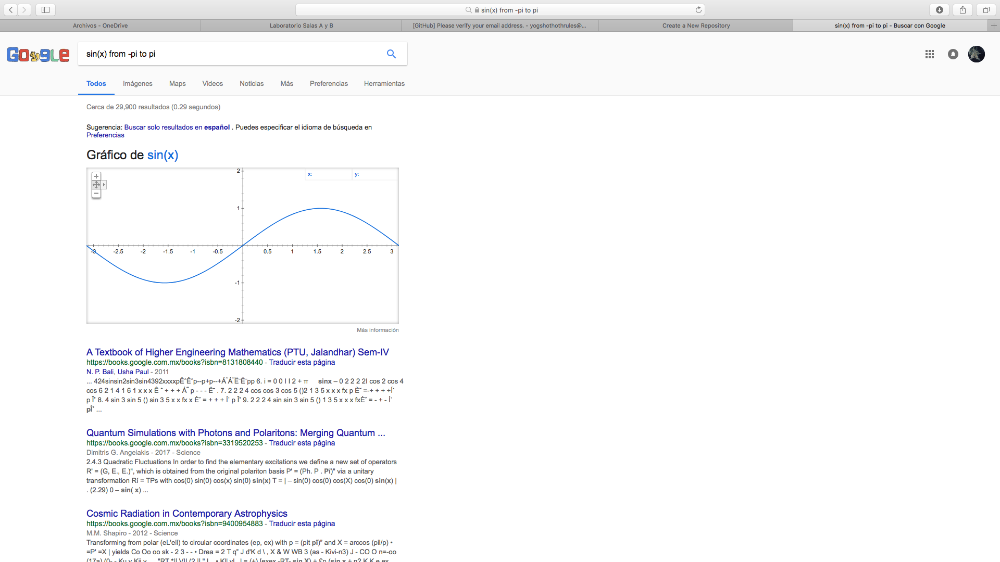 sin(x) from -pi to pi
Archivos - OneDrive
Laboratorio Salas A y B
[GitHub] Please verify your email address. - yogshothothrules@...
Create a New Repository
sin(x) from -pi to pi - Buscar con Google
Google
sin(x) from -pi to pi
Todos Imágenes Maps Videos Noticias Más Preferencias Herramientas
Cerca de 29,900 resultados (0.29 segundos)
Sugerencia: Buscar solo resultados en español . Puedes especificar el idioma de búsqueda en
Preferencias
Gráfico de sin(x)
x: y:
2
1
-3 -2.5 -2 -1.5 -1 -0.5 0.5 1 1.5 2 2.5 3
-1
-2
Más información
A Textbook of Higher Engineering Mathematics (PTU, Jalandhar) Sem-IV
https://books.google.com.mx/books?isbn=8131808440 - Traducir esta página
N. P. Bali, Usha Paul - 2011
... 424sinsin2sin3sin4392xxxxpÊˆÊˆp--p+p--+Á˜Á˜Ë¯Ë¯pp 6. i = 0 0 l l 2 + π sinx – 0 2 2 2 2l cos 2 cos 4
cos 6 2 1 4 1 6 1 x x x Ê ˆ + + + Á˜ p - - - Ë¯ . 7. 2 2 2 4 cos cos 3 cos 5 ()2 1 3 5 x x x fx p È˘ =-+ + + +Í˙
p Î˚ 8. 4 sin 3 sin 5 () sin 3 5 x x fx x È˘ = + + + Í˙ p Î˚ 9. 2 2 2 4 sin sin 3 sin 5 () 1 3 5 x x x fxÈ˘ = - + - Í˙
pÎ˚ ...
Quantum Simulations with Photons and Polaritons: Merging Quantum ...
https://books.google.com.mx/books?isbn=3319520253 - Traducir esta página
Dimitris G. Angelakis - 2017 - Science
2.4.3 Quadratic Fluctuations In order to find the elementary excitations we define a new set of operators
R' = (G, E., E.)", which is obtained from the original polariton basis P' = (Ph. P . Pī)" via a unitary
transformation Rí = TPs with cos(0) sin(0) cos(x) sin(0) sin(x) T = | – sin(0) cos(0) cos(X) cos(0) sin(x) |
. (2.29) 0 – sin( x) ...
Cosmic Radiation in Contemporary Astrophysics
https://books.google.com.mx/books?isbn=9400954883 - Traducir esta página
M.M. Shapiro - 2012 - Science
Transforming from polar (eL'ell) to circular coordinates (ep, ex) with p = (pit pî)” and X = arccos (pil/p) •
=P' =X | yields Co Oo oo sk - 2 3 - - • Drea = 2 T q” J d'K d \ , X & W WB 3 (as - Kivi-n3) J - CO O n=-oo